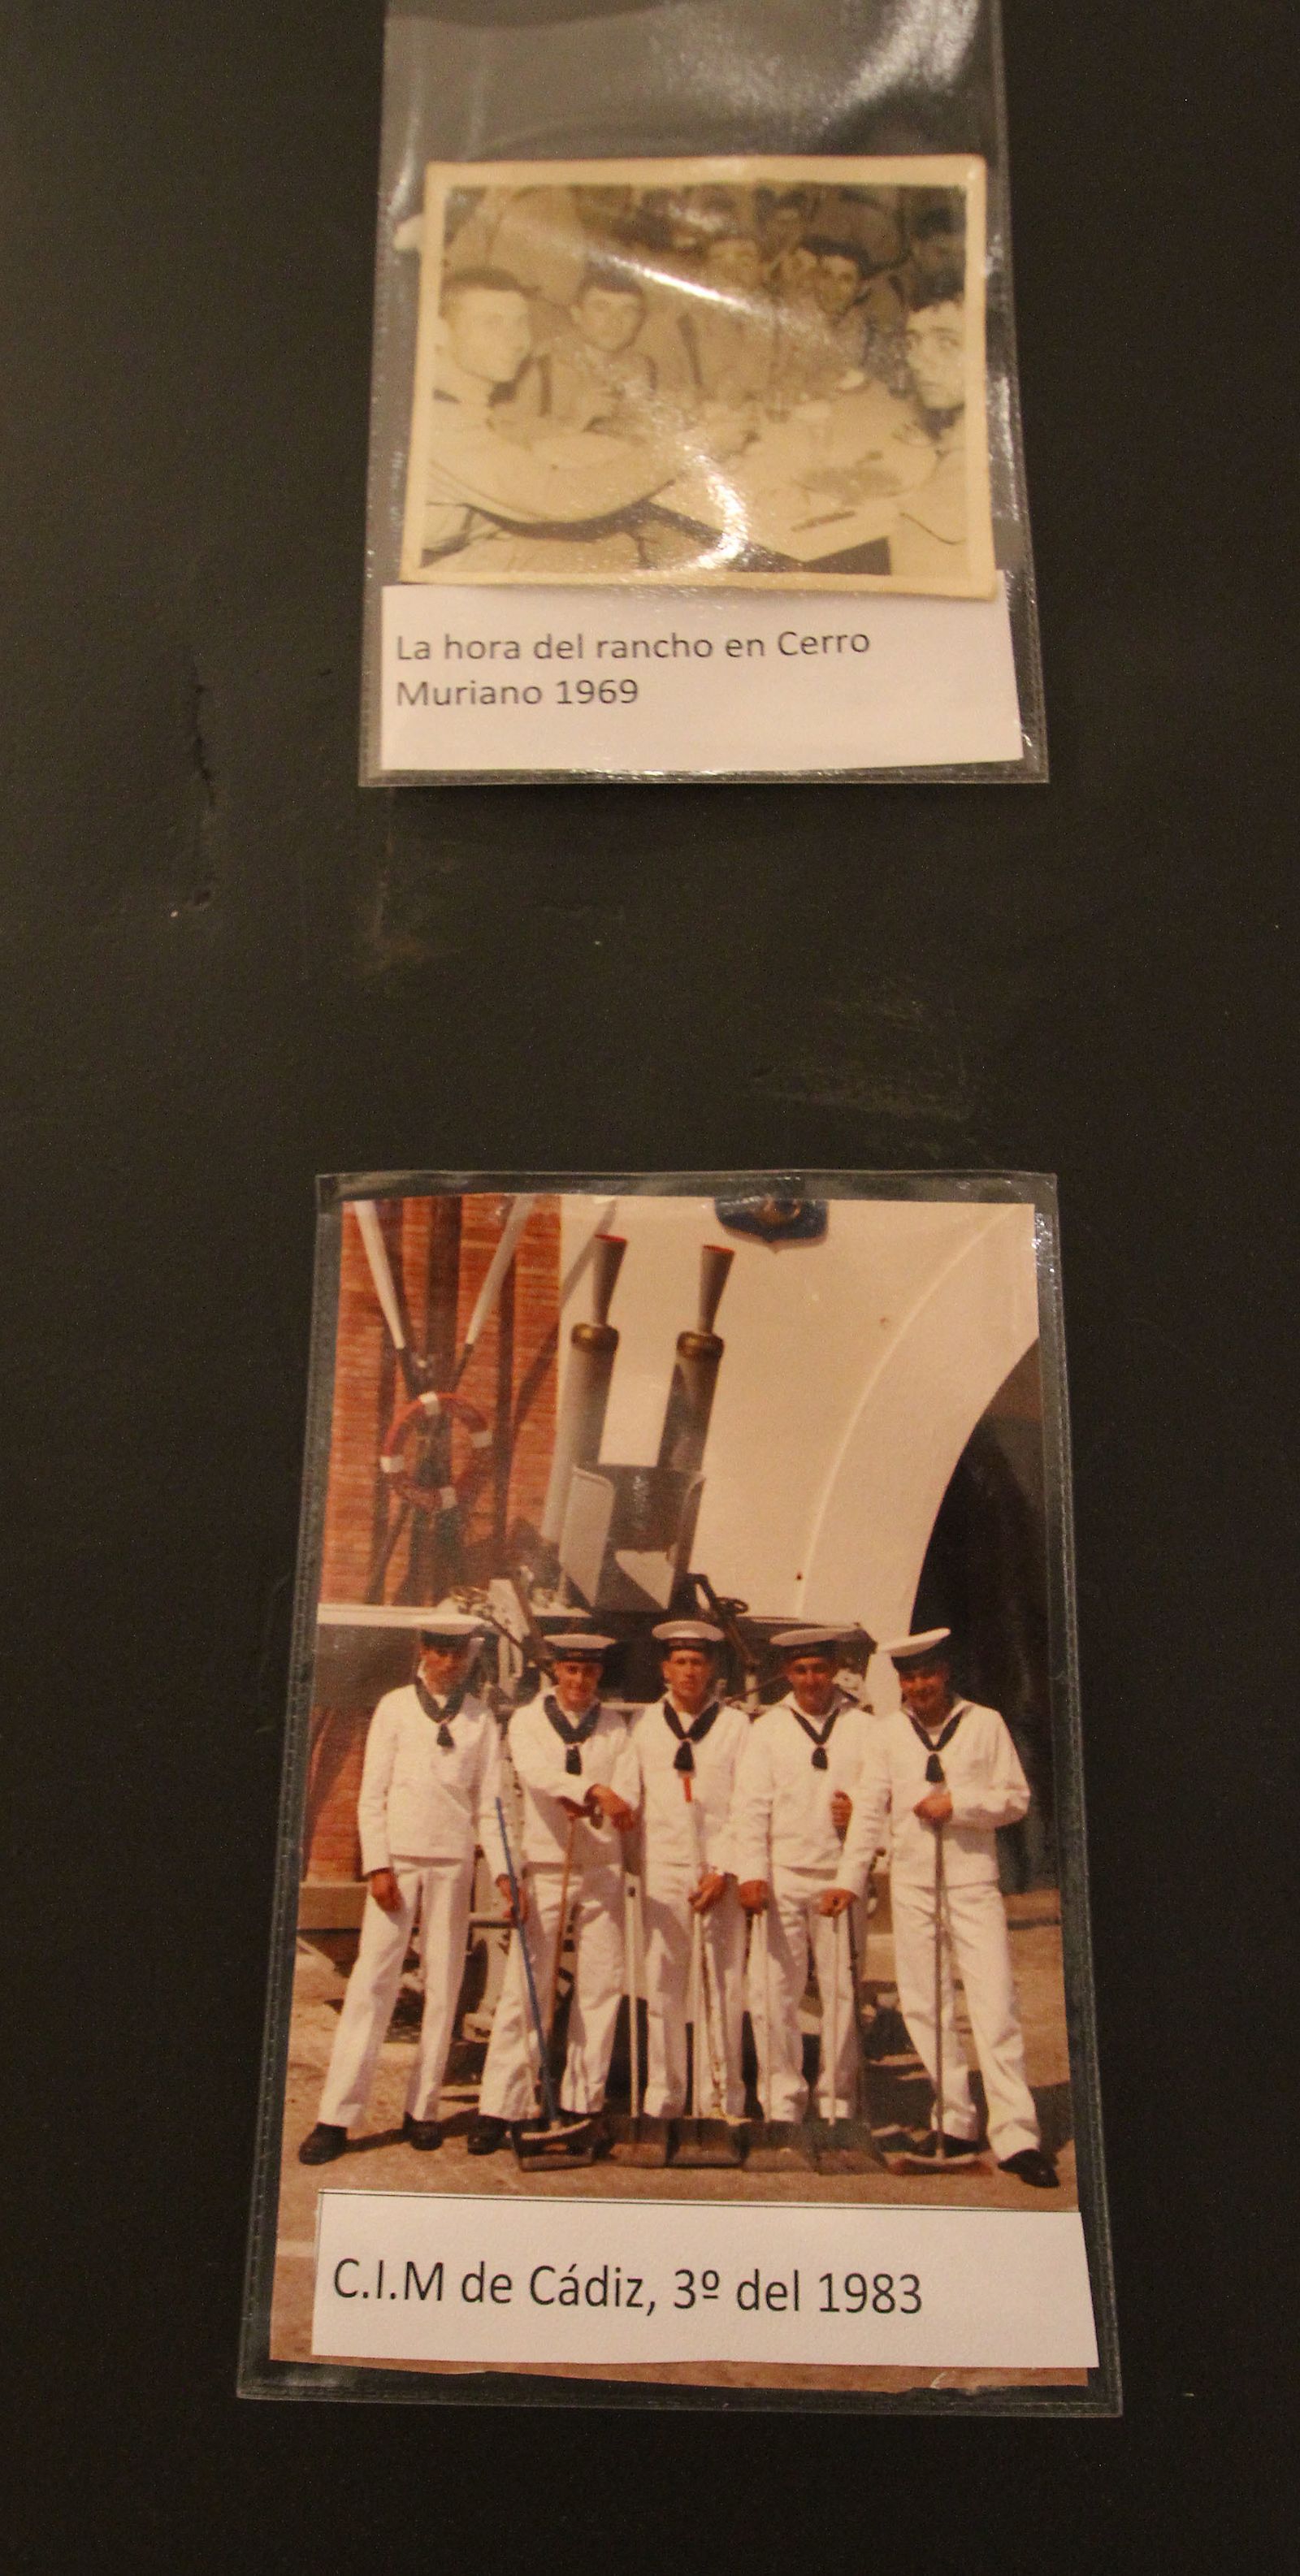 La hora del rancho en Cerro
Muriano 1969
C.I.M de Cádiz, 3º del 1983